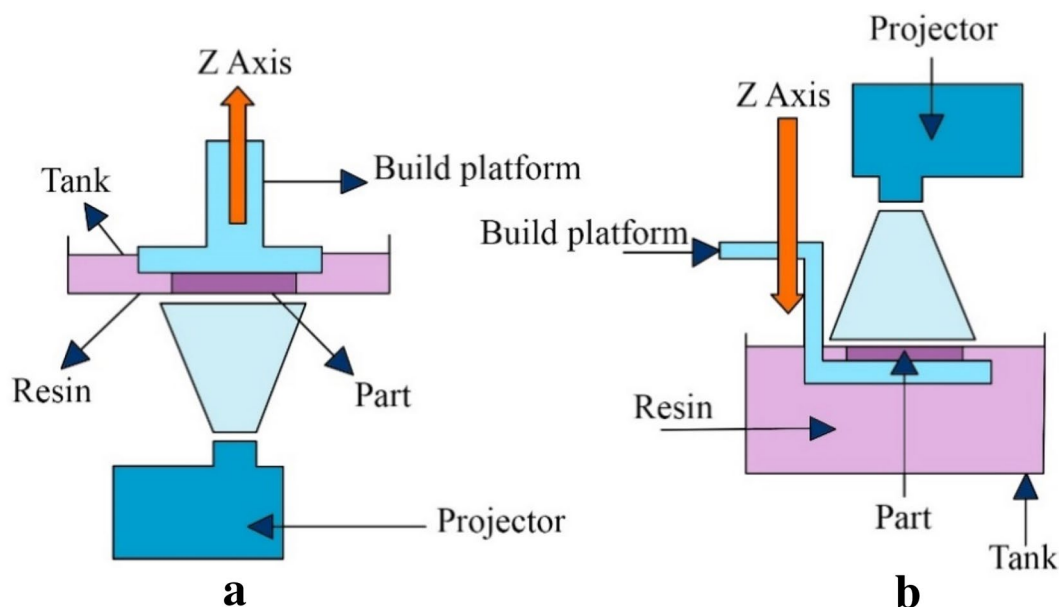 Z Axis
Build platform
Tank
Resin
Part
Projector
a
Projector
Z Axis
Build platform
Resin
Part
Tank
b